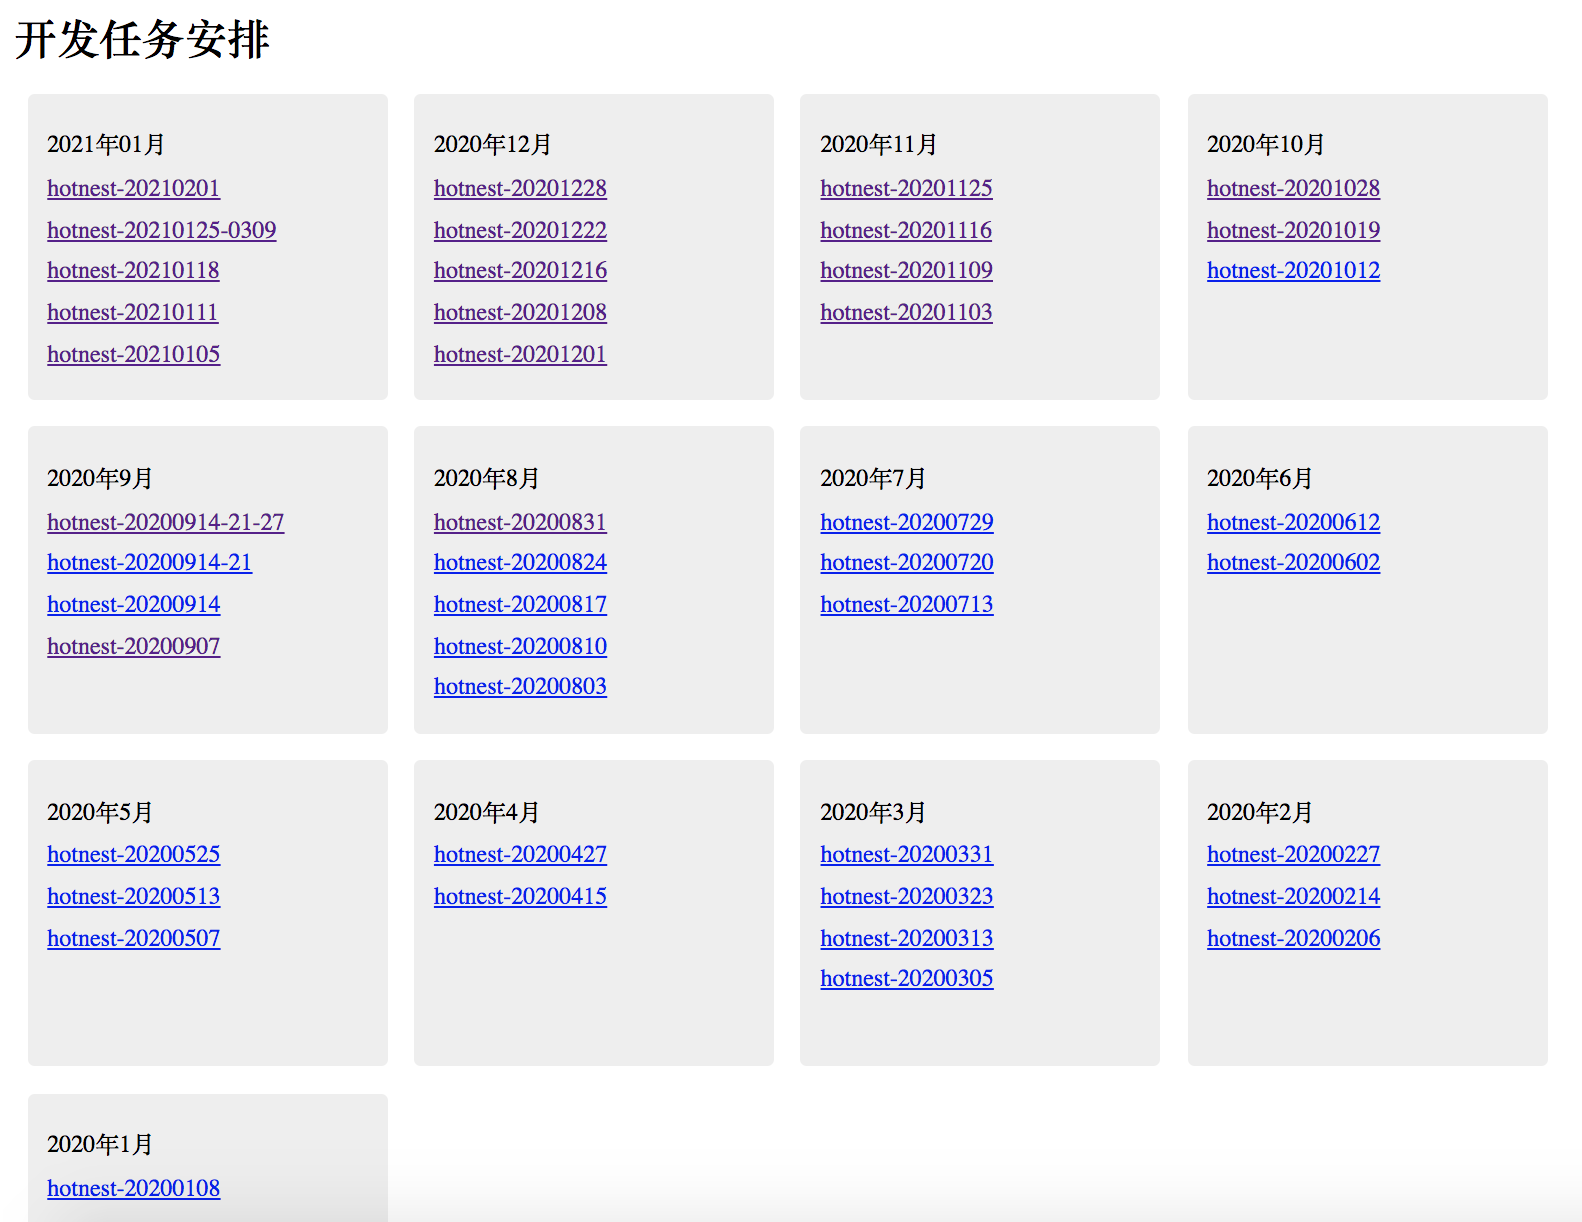 开发任务安排
2021年01月
hotnest-20210201
hotnest-20210125-0309
hotnest-20210118
hotnest-20210111
hotnest-20210105
2020年12月
hotnest-20201228
hotnest-20201222
hotnest-20201216
hotnest-20201208
hotnest-20201201
2020年11月
hotnest-20201125
hotnest-20201116
hotnest-20201109
hotnest-20201103
2020年10月
hotnest-20201028
hotnest-20201019
hotnest-20201012
2020年9月
hotnest-20200914-21-27
hotnest-20200914-21
hotnest-20200914
hotnest-20200907
2020年8月
hotnest-20200831
hotnest-20200824
hotnest-20200817
hotnest-20200810
hotnest-20200803
2020年7月
hotnest-20200729
hotnest-20200720
hotnest-20200713
2020年6月
hotnest-20200612
hotnest-20200602
2020年5月
hotnest-20200525
hotnest-20200513
hotnest-20200507
2020年4月
hotnest-20200427
hotnest-20200415
2020年3月
hotnest-20200331
hotnest-20200323
hotnest-20200313
hotnest-20200305
2020年2月
hotnest-20200227
hotnest-20200214
hotnest-20200206
2020年1月
hotnest-20200108